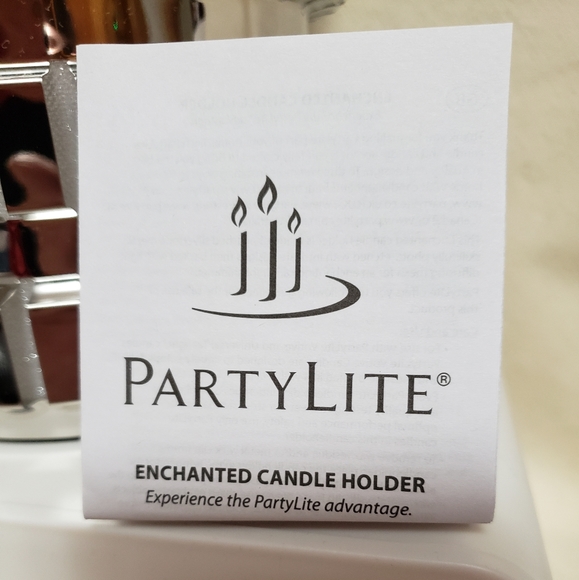 PARTYLITE®
ENCHANTED CANDLE HOLDER
Experience the PartyLite advantage.